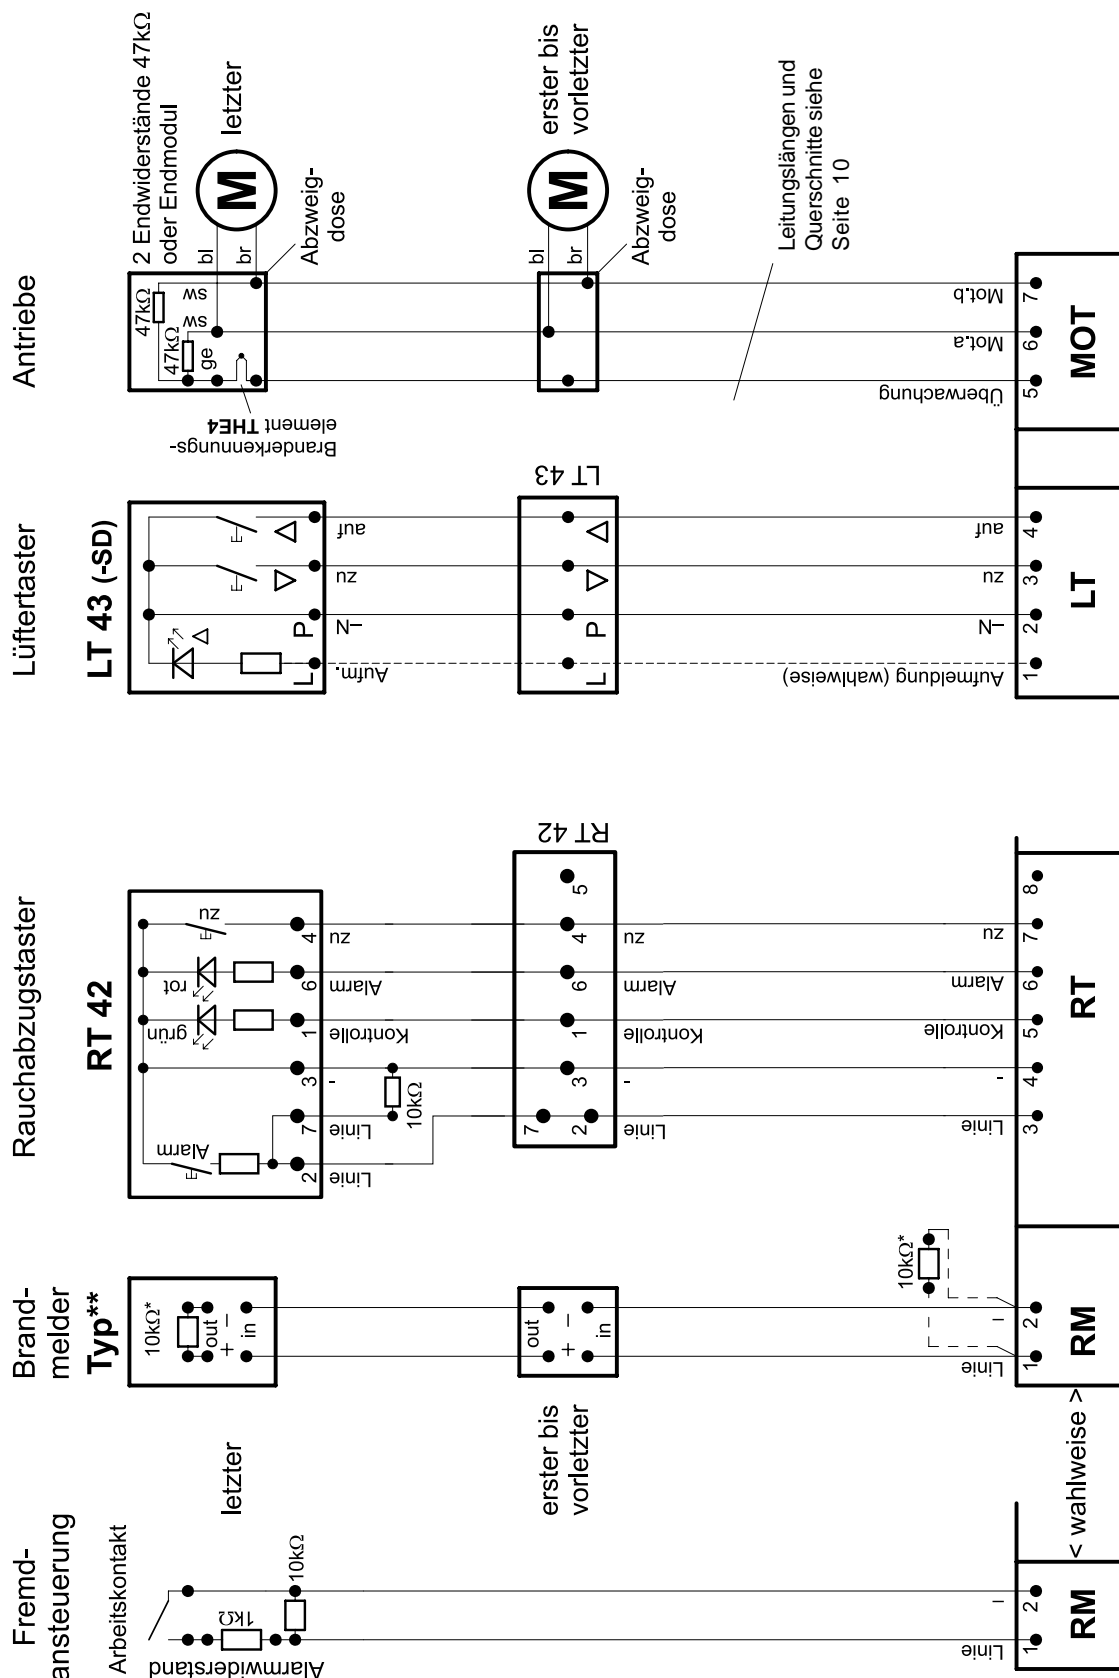 Fremd-
ansteuerung
Arbeitskontakt
1kΩ
Alarmwiderstand
10kΩ
letzter
erster bis
vorletzter
Linie
–
1
2
RM
< wahlweise >
Brand-
melder
Typ**
10kΩ*
out
+ –
in
out
+ –
in
10kΩ*
Linie
–
1
2
RM
Rauchabzugstaster
RT 42
Alarm
grün
rot
zu
2
7
3
1
6
4
Linie
Linie
-
Kontrolle
Alarm
zu
10kΩ
RT 42
7
2
3
1
6
4
5
Linie
-
Kontrolle
Alarm
zu
Linie
-
Kontrolle
Alarm
zu
3
4
5
6
7
8
RT
Lüftertaster
LT 43 (-SD)
L
P
Aufm.
–N
zu
auf
LT 43
L
P
Aufmeldung (wahlweise)
–N
zu
auf
1
2
3
4
LT
Antriebe
2 Endwiderstände 47kΩ
oder Endmodul
47kΩ
47kΩ
sw
sw
ge
bl
br
M
letzter
Abzweig-
dose
Branderkennungs-
element THE4
bl
br
M
erster bis
vorletzter
Abzweig-
dose
Leitungslängen und
Querschnitte siehe
Seite 10
Überwachung
Mot.a
Mot.b
5
6
7
MOT